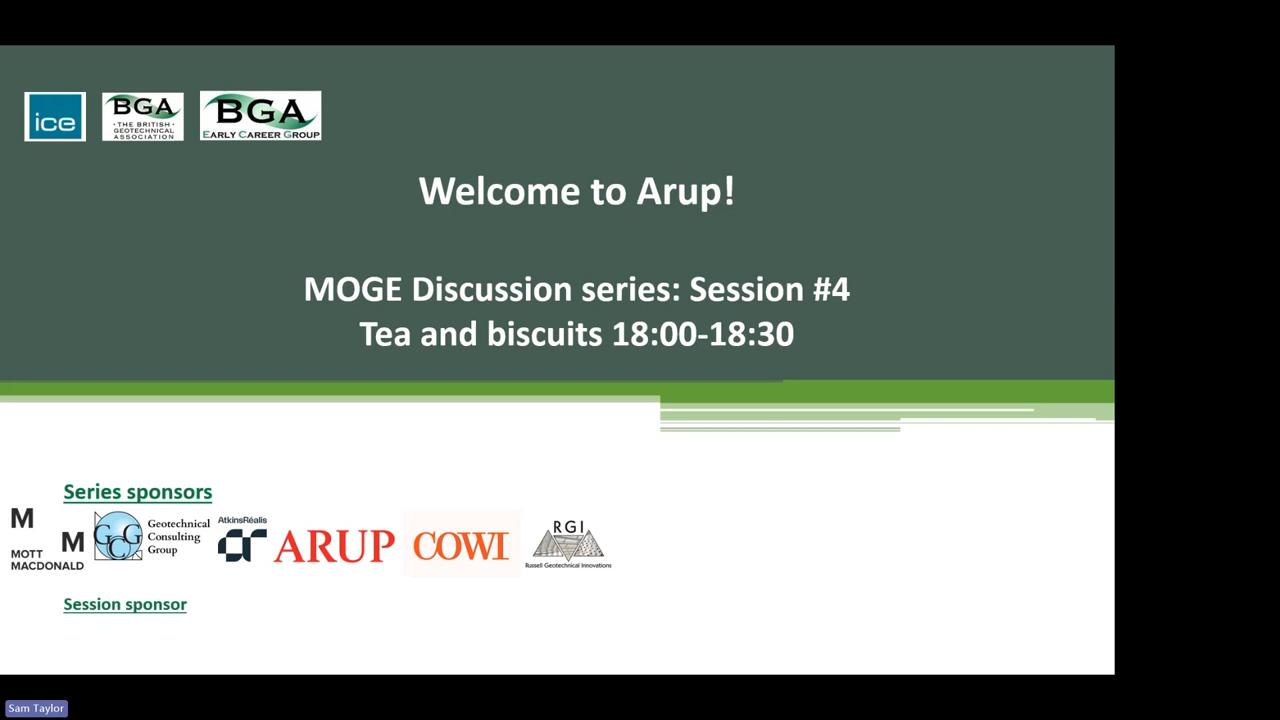 ice
BGA
· THE BRITISH ·
GEOTECHNICAL
ASSOCIATION
BGA
EARLY CAREER GROUP
Welcome to Arup!
MOGE Discussion series: Session #4
Tea and biscuits 18:00-18:30
Series sponsors
M
M
MOTT
MACDONALD
GCG
Geotechnical
Consulting
Group
AtkinsRéalis
ARUP
COWI
RGI
Russell Geotechnical Innovations
Session sponsor
Sam Taylor